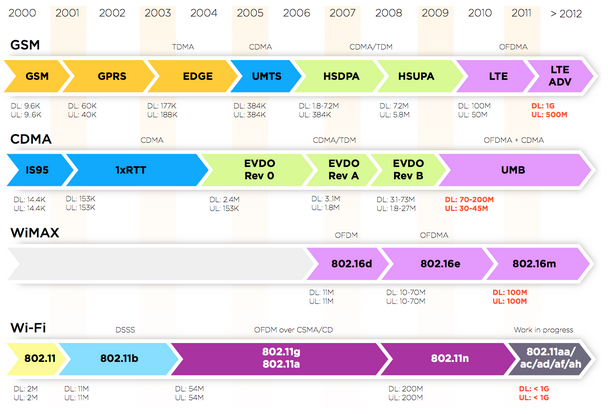 2000 2001 2002 2003 2004 2005 2006 2007 2008 2009 2010 2011 > 2012
GSM
TDMA CDMA CDMA/TDM OFDMA
GSM GPRS EDGE UMTS HSDPA HSUPA LTE LTE
ADV
DL: 9.6K DL: 60K DL: 177K DL: 384K DL: 1.8-7.2M DL: 7.2M DL: 100M DL: 1G
UL: 9.6K UL: 40K UL: 188K UL: 384K UL: 384K UL: 5.8M UL: 50M UL: 500M
CDMA
CDMA CDMA/TDM OFDMA + CDMA
IS95 1xRTT EVDO EVDO EVDO UMB
Rev 0 Rev A Rev B
DL: 14.4K DL: 153K DL: 2.4M DL: 3.1M DL: 3.1-73M DL: 70-200M
UL: 14.4K UL: 153K UL: 153K UL: 1.8M UL: 1.8-27M UL: 30-45M
WiMAX
OFDM OFDMA
802.16d 802.16e 802.16m
DL: 11M DL: 10-70M DL: 100M
UL: 11M UL: 10-70M UL: 100M
Wi-Fi
DSSS OFDM over CSMA/CD Work in progress
802.11 802.11b 802.11g 802.11n 802.11aa/
802.11a ac/ad/af/ah
DL: 2M DL: 11M DL: 54M DL: 200M DL: < 1G
UL: 2M UL: 11M UL: 54M UL: 200M UL: < 1G